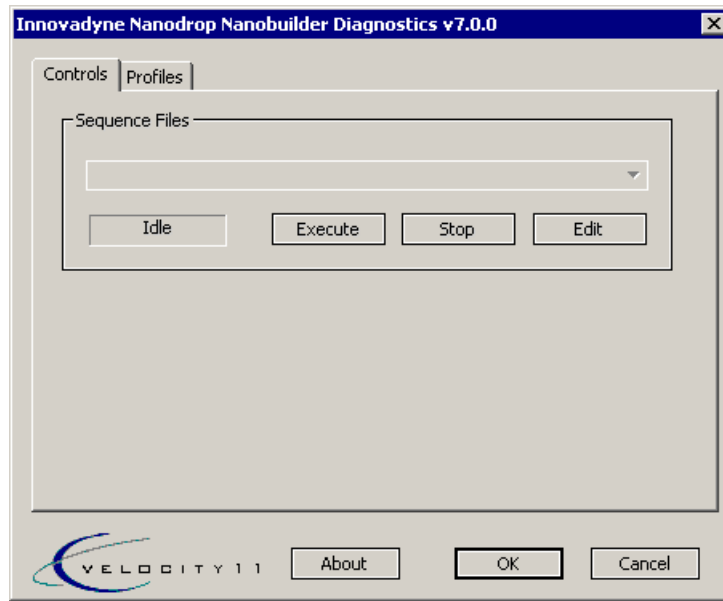 Innovadyne Nanodrop Nanobuilder Diagnostics v7.0.0
Controls Profiles
Sequence Files
Idle Execute Stop Edit
VELOCITY11 About OK Cancel